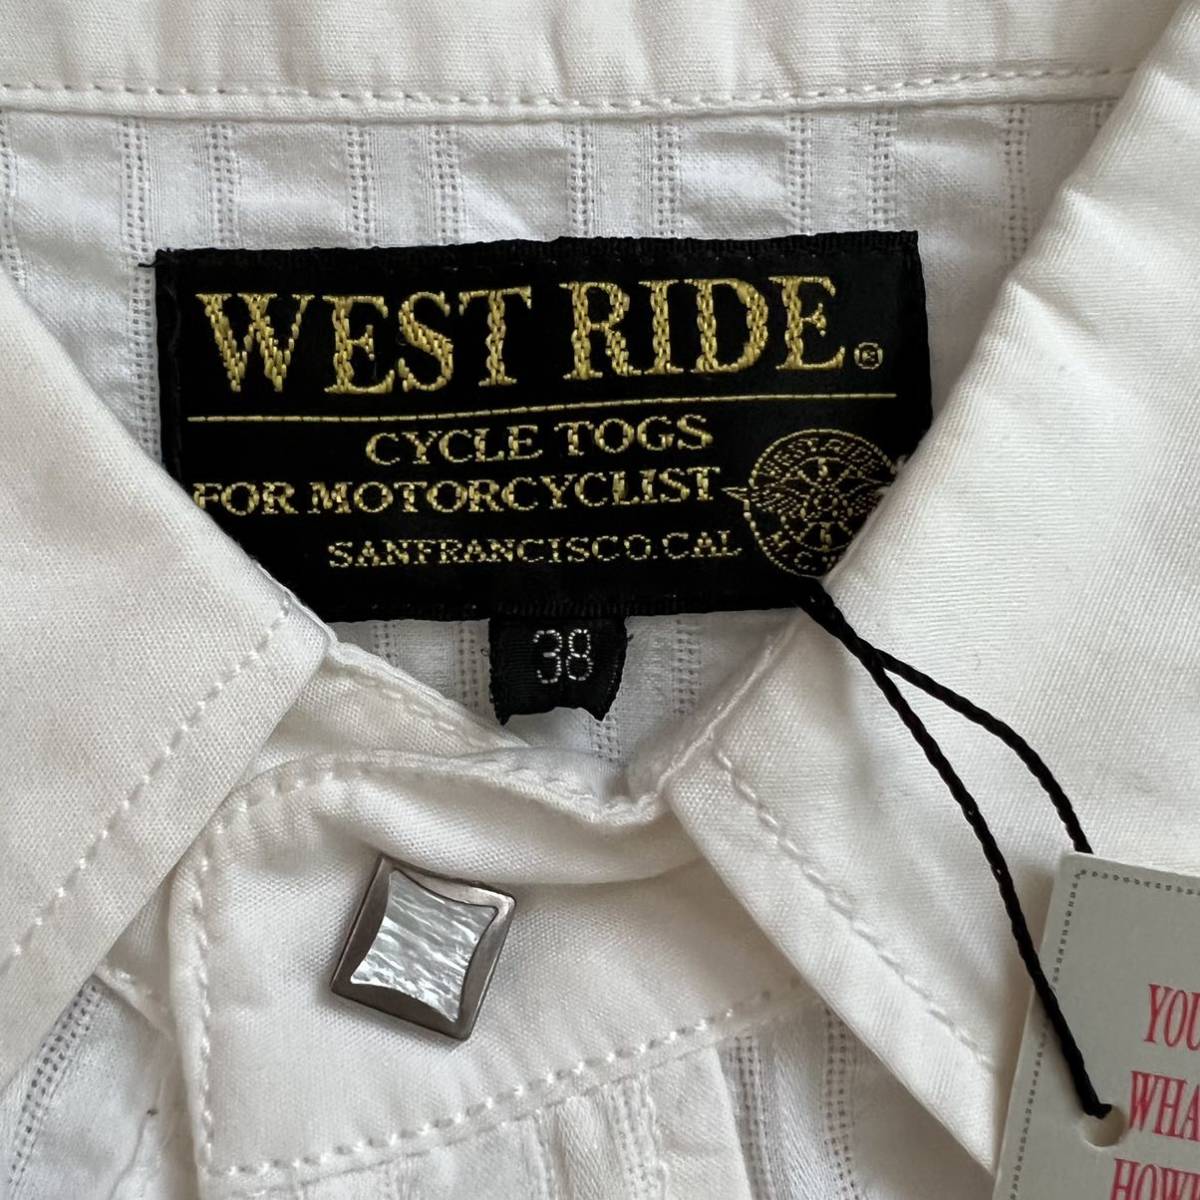 WEST RIDE®
CYCLE TOGS
FOR MOTORCYCLIST
SANFRANCISCO.CAL
38